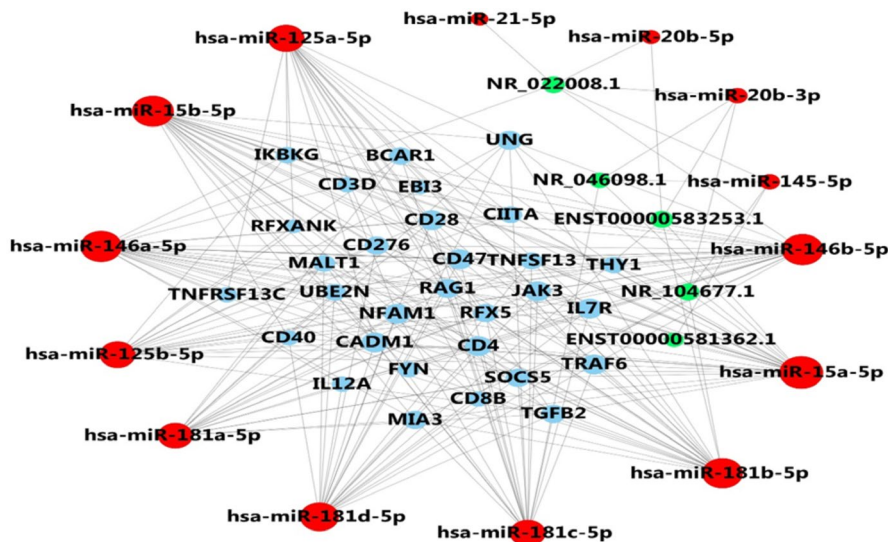 hsa-miR-21-5p
hsa-miR-125a-5p
hsa-miR-20b-5p
NR_022008.1
hsa-miR-20b-3p
hsa-miR-15b-5p
UNG
IKBKG
BCAR1
CD3D
EBI3
NR_046098.1
hsa-miR-145-5p
RFXANK
CD28
CIITA
ENST00000583253.1
hsa-miR-146a-5p
CD276
hsa-miR-146b-5p
MALT1
CD47
TNFSF13
THY1
TNFRSF13C
UBE2N
RAG1
JAK3
NR_104677.1
NFAM1
RFX5
IL7R
CD40
CADM1
CD4
ENST00000581362.1
hsa-miR-125b-5p
FYN
TRAF6
hsa-miR-15a-5p
IL12A
SOCS5
CD8B
MIA3
TGFB2
hsa-miR-181a-5p
hsa-miR-181b-5p
hsa-miR-181d-5p
hsa-miR-181c-5p